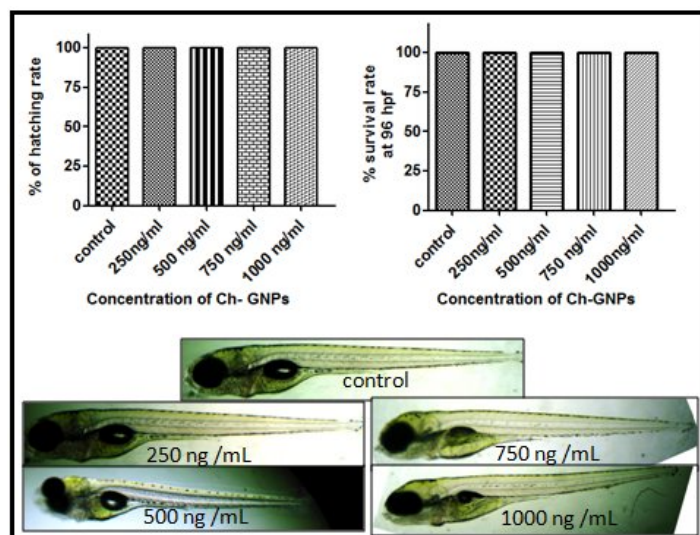 % of hatching rate
100
75
50
25
0
control
250ng/ml
500 ng/ml
750 ng/ml
1000 ng/ml
Concentration of Ch- GNPs
% survival rate
at 96 hpf
100
75
50
25
0
control
250ng/ml
500ng/ml
750 ng/ml
1000ng/ml
Concentration of Ch-GNPs
control
250 ng /mL
750 ng /mL
500 ng /mL
1000 ng /mL